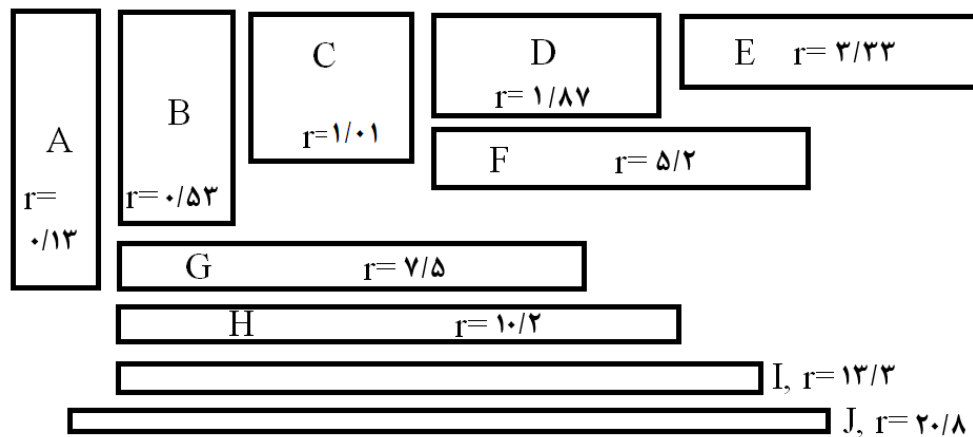 A
r=
۰/۱۳
B
r= ۰/۵۳
C
r=۱/۰۱
D
r= ۱/۸۷
E r= ۳/۳۳
F r= ۵/۲
G r= ۷/۵
H r= ۱۰/۲
I, r= ۱۳/۳
J, r= ۲۰/۸